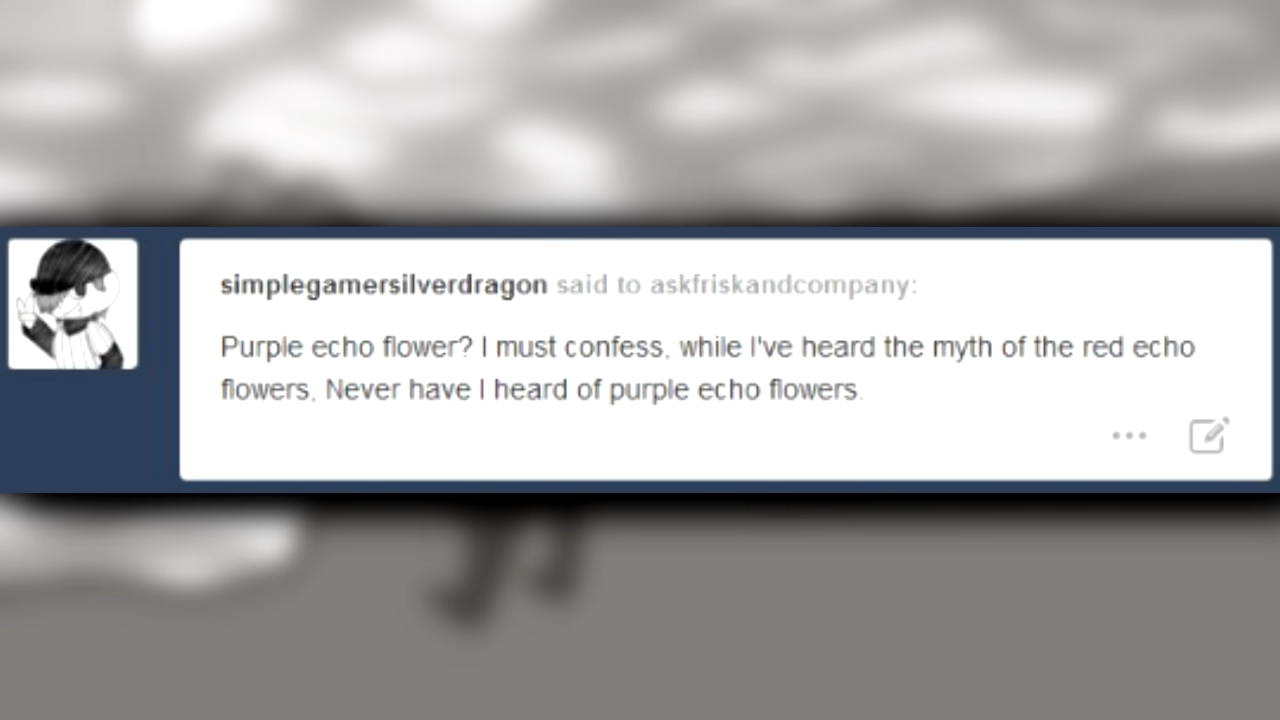 simplegamersilverdragon said to askfriskandcompany:
Purple echo flower? I must confess, while I've heard the myth of the red echo
flowers, Never have I heard of purple echo flowers.